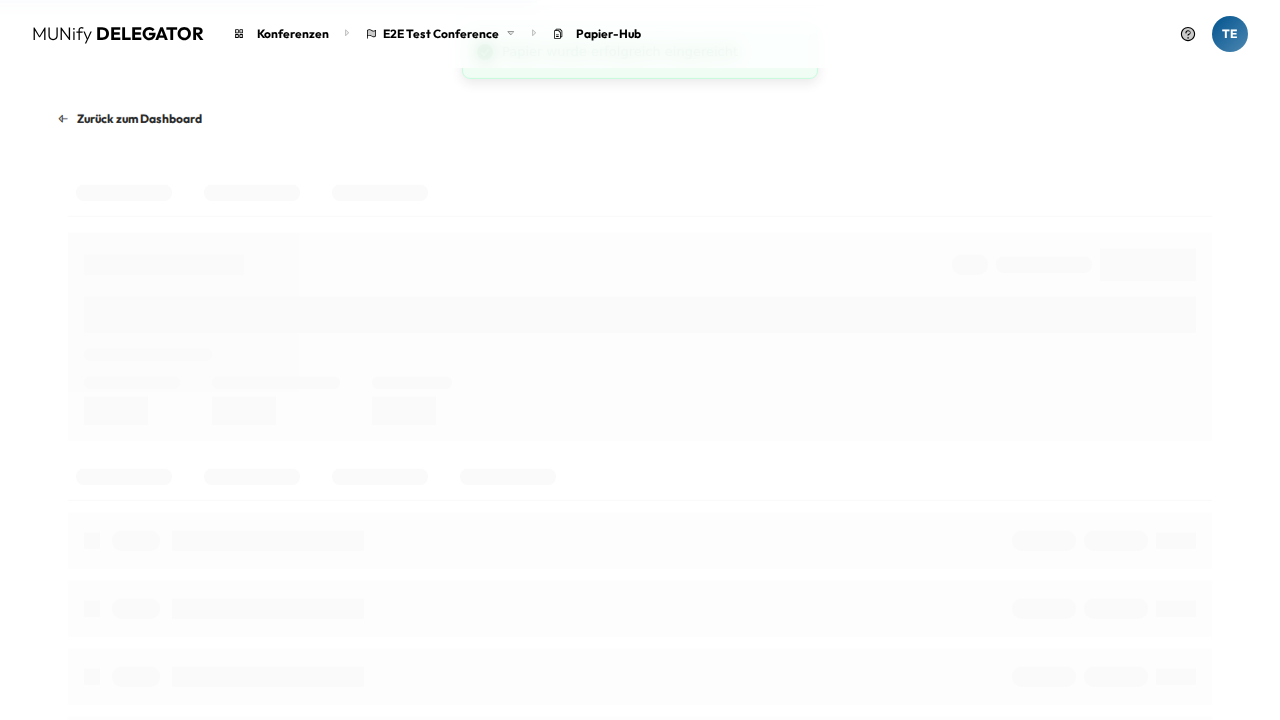 MUNify DELEGATOR
Konferenzen
E2E Test Conference
Papier-Hub
TE
Zurück zum Dashboard